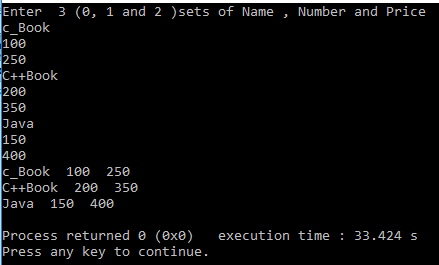 Enter  3 (0, 1 and 2 )sets of Name , Number and Price
c_Book
100
250
C++Book
200
350
Java
150
400
c_Book  100  250
C++Book  200  350
Java  150  400
Process returned 0 (0x0)   execution time : 33.424 s
Press any key to continue.